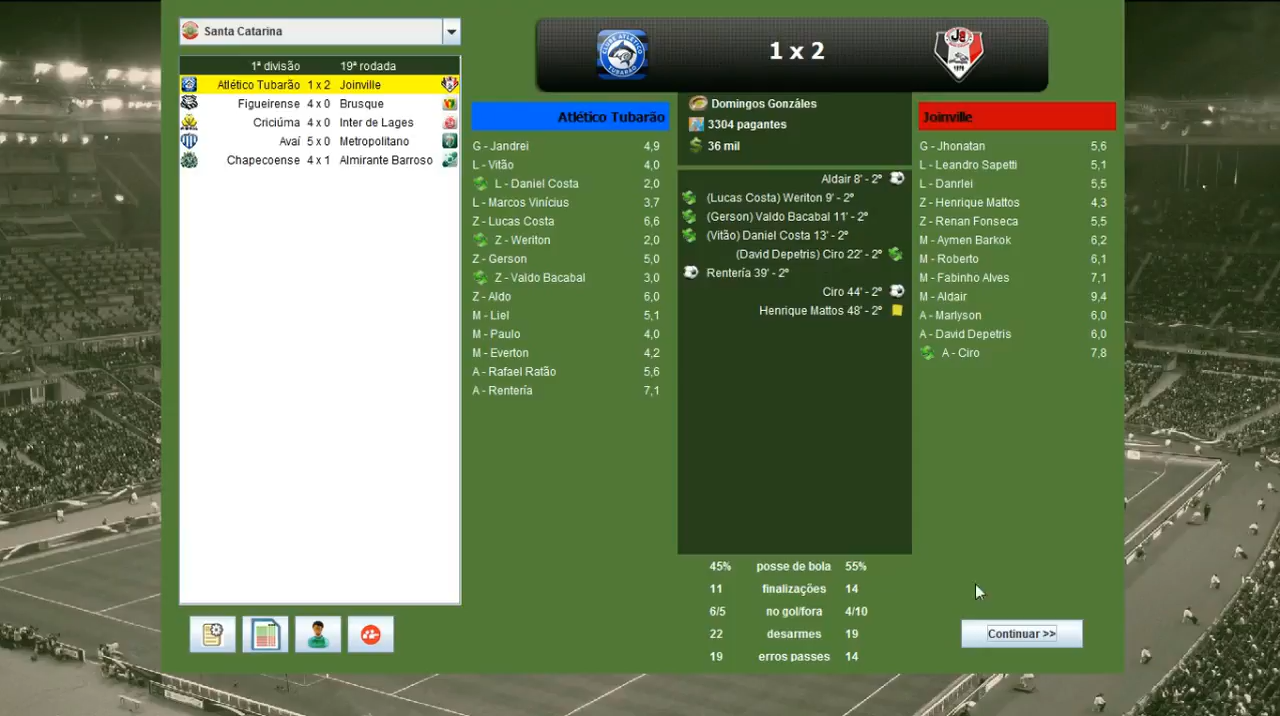 Santa Catarina
1ª divisão 19ª rodada
Atlético Tubarão 1 x 2 Joinville
Figueirense 4 x 0 Brusque
Criciúma 4 x 0 Inter de Lages
Avaí 5 x 0 Metropolitano
Chapecoense 4 x 1 Almirante Barroso
1 x 2
Atlético Tubarão
G - Jandrei 4,9
L - Vitão 4,0
L - Daniel Costa 2,0
L - Marcos Vinícius 3,7
Z - Lucas Costa 6,6
Z - Weriton 2,0
Z - Gerson 5,0
Z - Valdo Bacabal 3,0
Z - Aldo 6,0
M - Liel 5,1
M - Paulo 4,0
M - Everton 4,2
A - Rafael Ratão 5,6
A - Rentería 7,1
Domingos Gonzáles
3304 pagantes
36 mil
Aldair 8' - 2º
(Lucas Costa) Weriton 9' - 2º
(Gerson) Valdo Bacabal 11' - 2º
(Vitão) Daniel Costa 13' - 2º
(David Depetris) Ciro 22' - 2º
Rentería 39' - 2º
Ciro 44' - 2º
Henrique Mattos 48' - 2º
45% posse de bola 55%
11 finalizações 14
6/5 no gol/fora 4/10
22 desarmes 19
19 erros passes 14
Joinville
G - Jhonatan 5,6
L - Leandro Sapetti 5,1
L - Danrlei 5,5
Z - Henrique Mattos 4,3
Z - Renan Fonseca 5,5
M - Aymen Barkok 6,2
M - Roberto 6,1
M - Fabinho Alves 7,1
M - Aldair 9,4
A - Marlyson 6,0
A - David Depetris 6,0
A - Ciro 7,8
Continuar >>